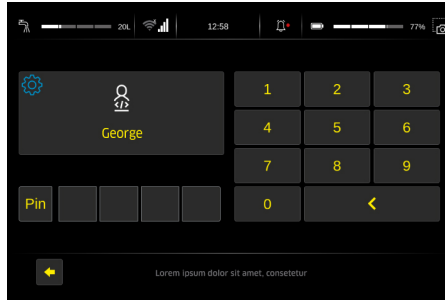 20L 12:58 77%
</>
George
1 2 3
4 5 6
7 8 9
Pin 0
Lorem ipsum dolor sit amet, consetetur